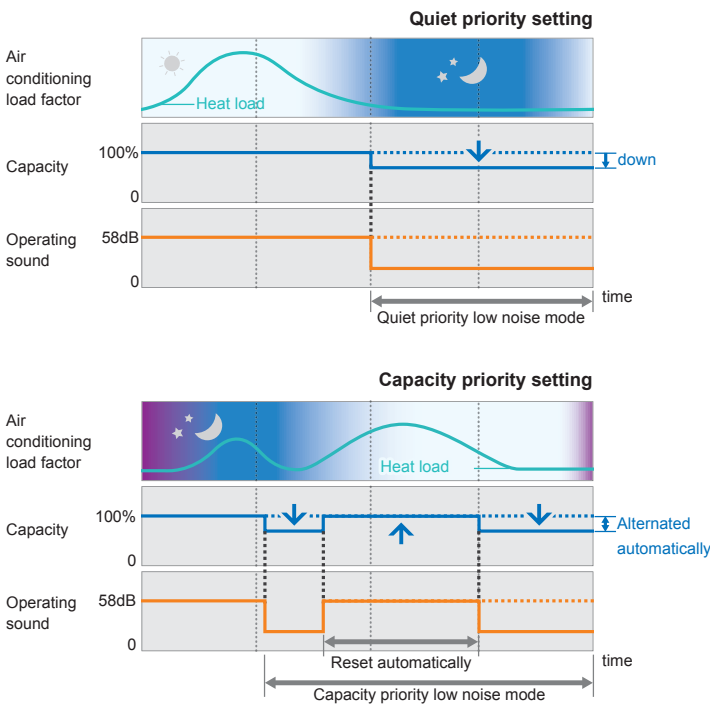 Quiet priority setting
Air
conditioning
load factor
Heat load
Capacity
100%
0
down
Operating
sound
58dB
0
time
Quiet priority low noise mode
Capacity priority setting
Air
conditioning
load factor
Heat load
Capacity
100%
0
Alternated
automatically
Operating
sound
58dB
0
time
Reset automatically
Capacity priority low noise mode